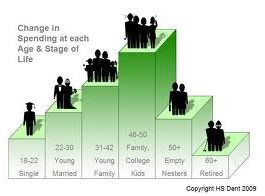 Change in
Spending at each
Age & Stage of
Life
18-22
Single
22-30
Young
Married
31-42
Young
Family
46-50
Family,
College
Kids
50+
Empty
Nesters
60+
Retired
Copyright HS Dent 2009